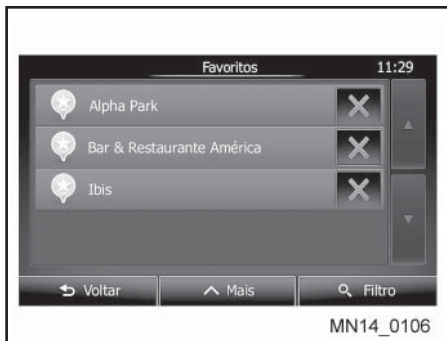 Favoritos 11:29
Alpha Park
Bar & Restaurante América
Ibis
Voltar Mais Filtro
MN14_0106